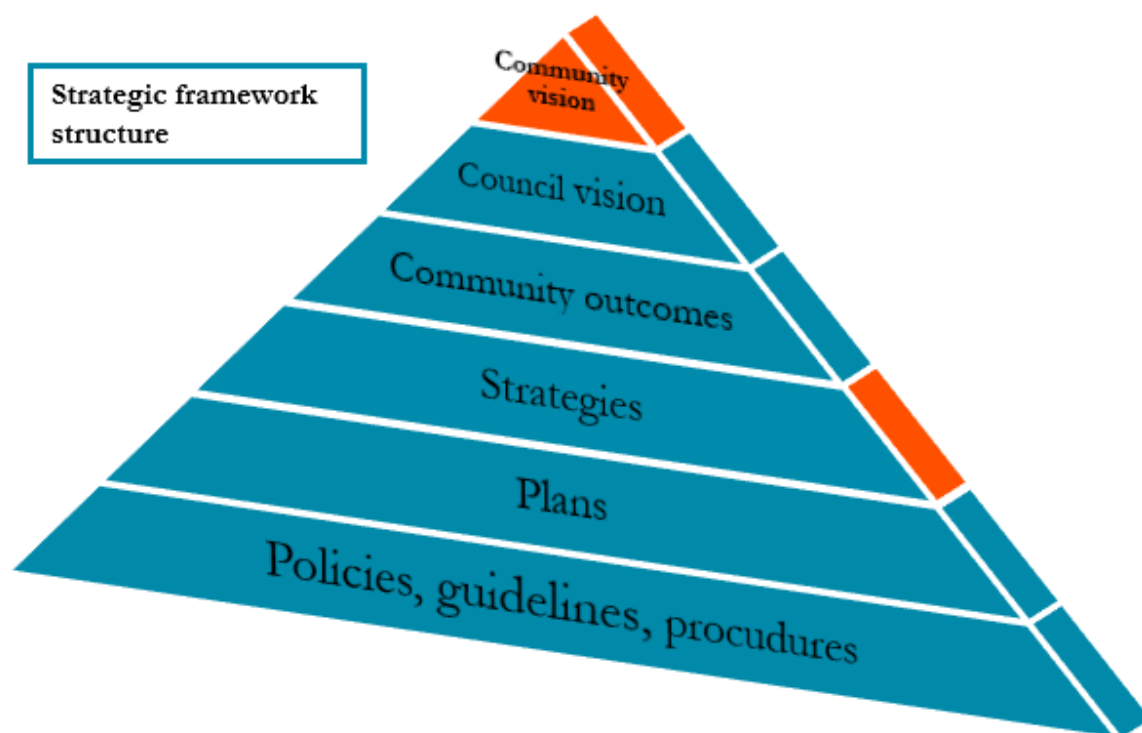 Strategic framework
structure
Community
vision
Council vision
Community outcomes
Strategies
Plans
Policies, guidelines, procudures